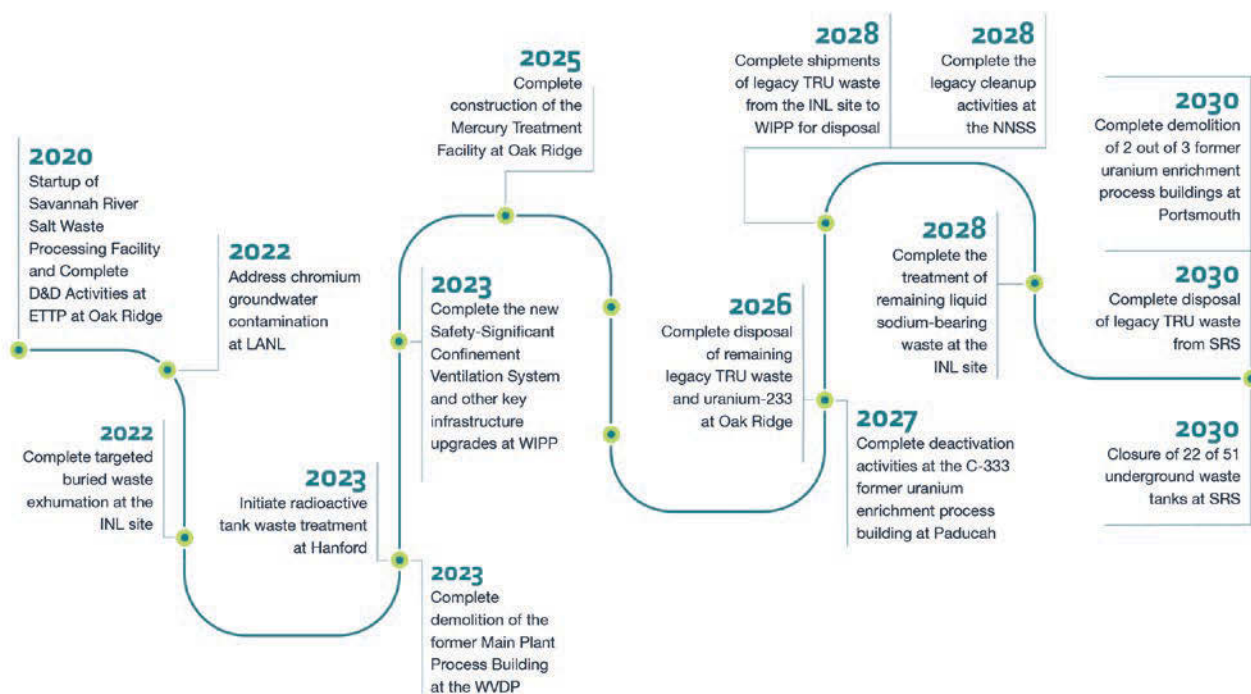 2020
Startup of
Savannah River
Salt Waste
Processing Facility
and Complete
D&D Activities at
ETTP at Oak Ridge
2022
Address chromium
groundwater
contamination
at LANL
2022
Complete targeted
buried waste
exhumation at the
INL site
2023
Initiate radioactive
tank waste treatment
at Hanford
2023
Complete
demolition of the
former Main Plant
Process Building
at the WVDP
2023
Complete the new
Safety-Significant
Confinement
Ventilation System
and other key
infrastructure
upgrades at WIPP
2025
Complete
construction of the
Mercury Treatment
Facility at Oak Ridge
2026
Complete disposal
of remaining
legacy TRU waste
and uranium-233
at Oak Ridge
2027
Complete deactivation
activities at the C-333
former uranium
enrichment process
building at Paducah
2028
Complete shipments
of legacy TRU waste
from the INL site to
WIPP for disposal
2028
Complete the
legacy cleanup
activities at
the NNSS
2028
Complete the
treatment of
remaining liquid
sodium-bearing
waste at the
INL site
2030
Complete demolition
of 2 out of 3 former
uranium enrichment
process buildings at
Portsmouth
2030
Complete disposal
of legacy TRU waste
from SRS
2030
Closure of 22 of 51
underground waste
tanks at SRS